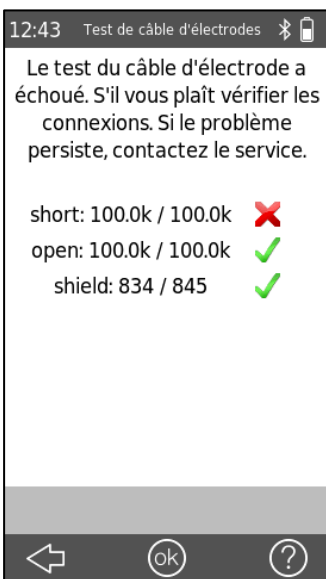 12:43 Test de câble d'électrodes
Le test du câble d'électrode a
échoué. S'il vous plaît vérifier les
connexions. Si le problème
persiste, contactez le service.
short: 100.0k / 100.0k
open: 100.0k / 100.0k
shield: 834 / 845
ok ?